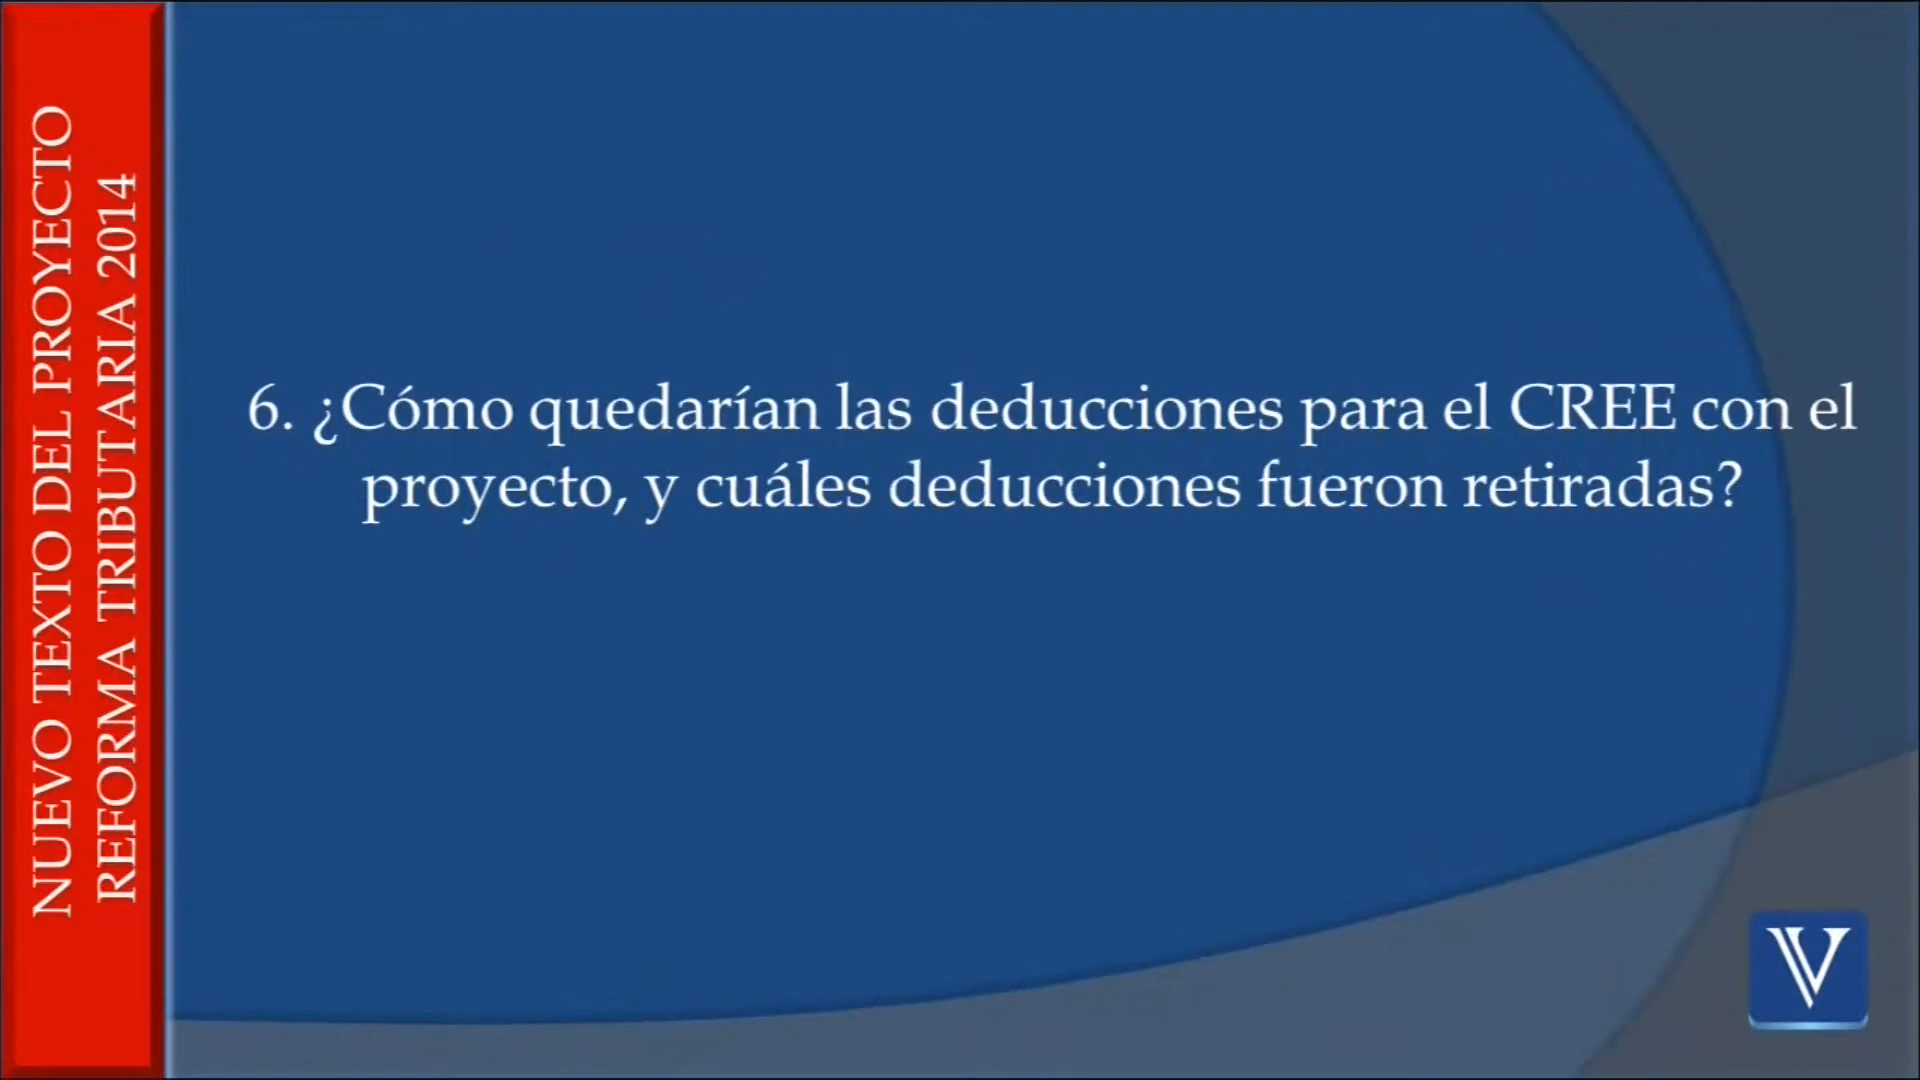 NUEVO TEXTO DEL PROYECTO
REFORMA TRIBUTARIA 2014
6. ¿Cómo quedarían las deducciones para el CREE con el
proyecto, y cuáles deducciones fueron retiradas?
V